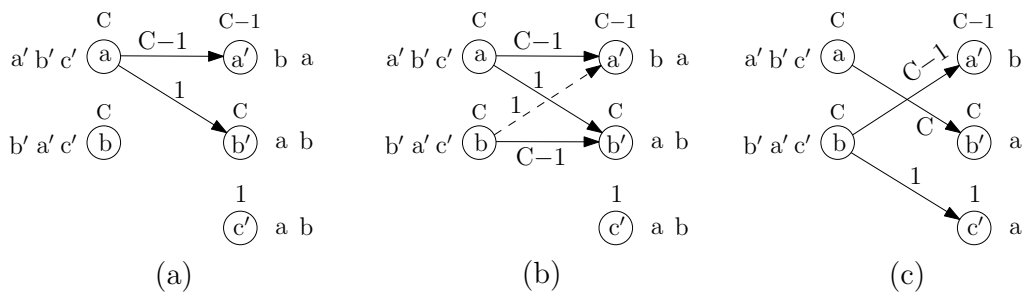 C C−1 C C−1 C C−1
a′ b′ c′ a C−1 a′ b a a′ b′ c′ a C−1 a′ b a a′ b′ c′ a C−1 a′ b
1 1 1
C C C C C C C
b′ a′ c′ b b′ a b b′ a′ c′ b C−1 b′ a b b′ a′ c′ b b′ a
1 1 1 1
c′ a b c′ a b c′ a
(a) (b) (c)